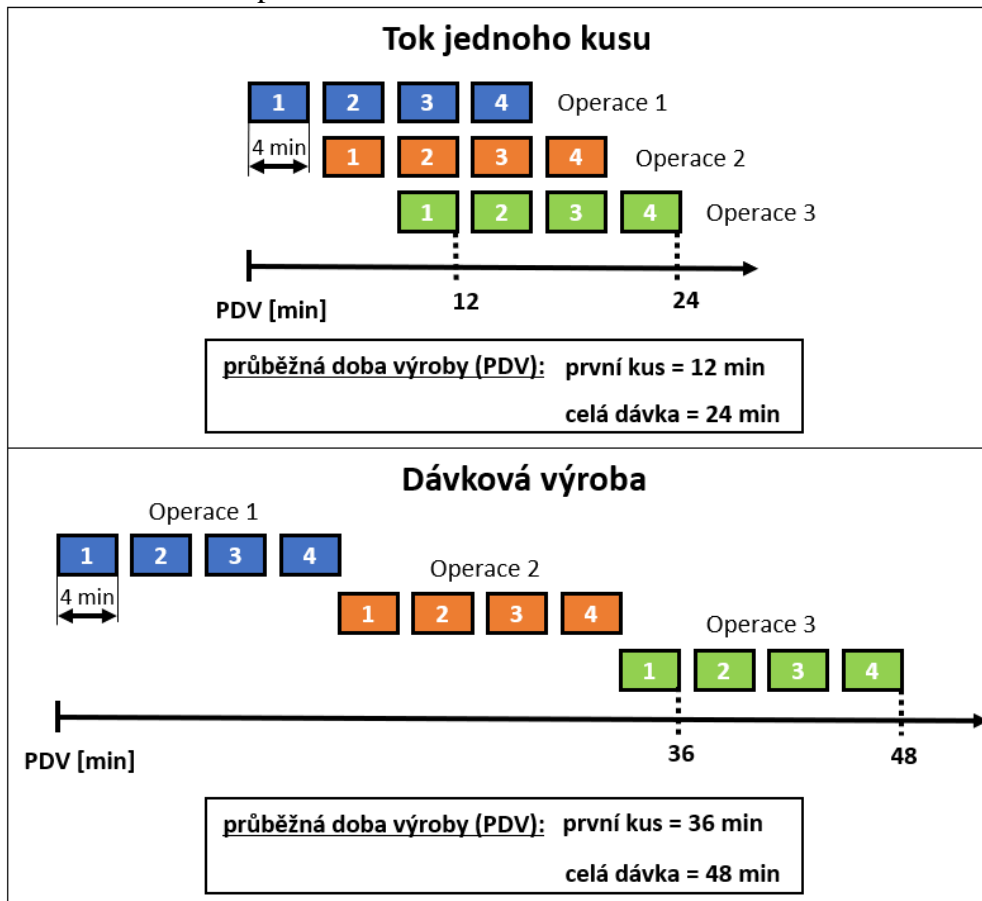 Tok jednoho kusu
1 2 3 4 Operace 1
4 min
1 2 3 4 Operace 2
1 2 3 4 Operace 3
12 24
PDV [min]
průběžná doba výroby (PDV): první kus = 12 min
celá dávka = 24 min
Dávková výroba
Operace 1
1 2 3 4
Operace 2
4 min
1 2 3 4
Operace 3
1 2 3 4
36 48
PDV [min]
průběžná doba výroby (PDV): první kus = 36 min
celá dávka = 48 min